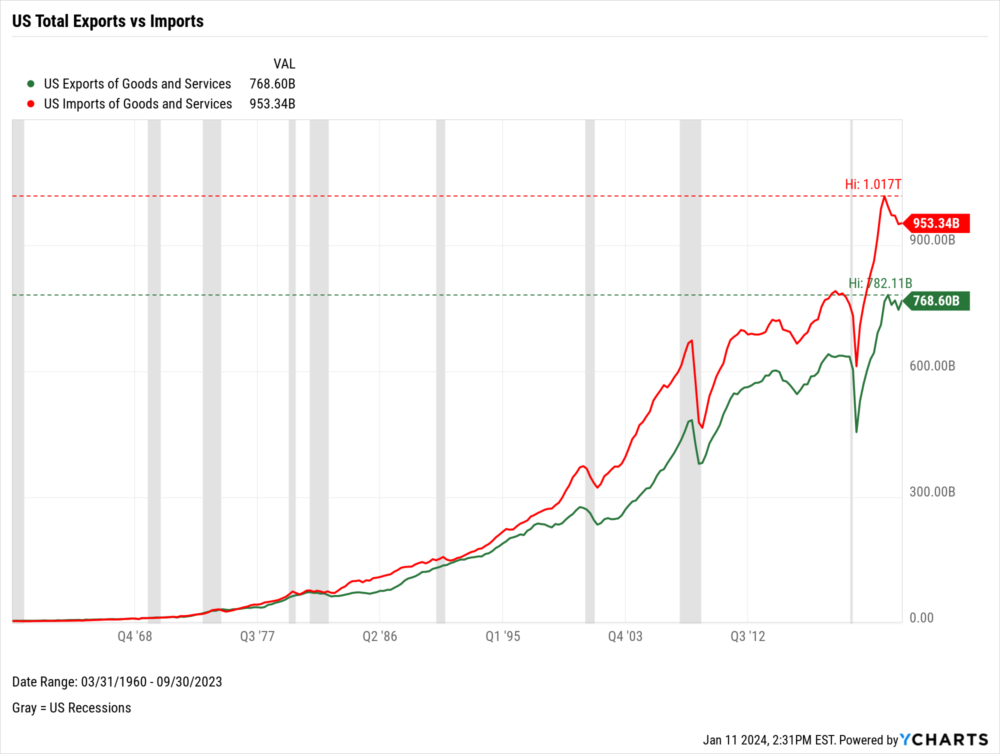 US Total Exports vs Imports
VAL
US Exports of Goods and Services 768.60B
US Imports of Goods and Services 953.34B
Hi: 1.017T
953.34B
900.00B
Hi: 782.11B
768.60B
600.00B
300.00B
0.00
Q4 '68 Q3 '77 Q2 '86 Q1 '95 Q4 '03 Q3 '12
Date Range: 03/31/1960 - 09/30/2023
Gray = US Recessions
Jan 11 2024, 2:31PM EST. Powered by YCHARTS